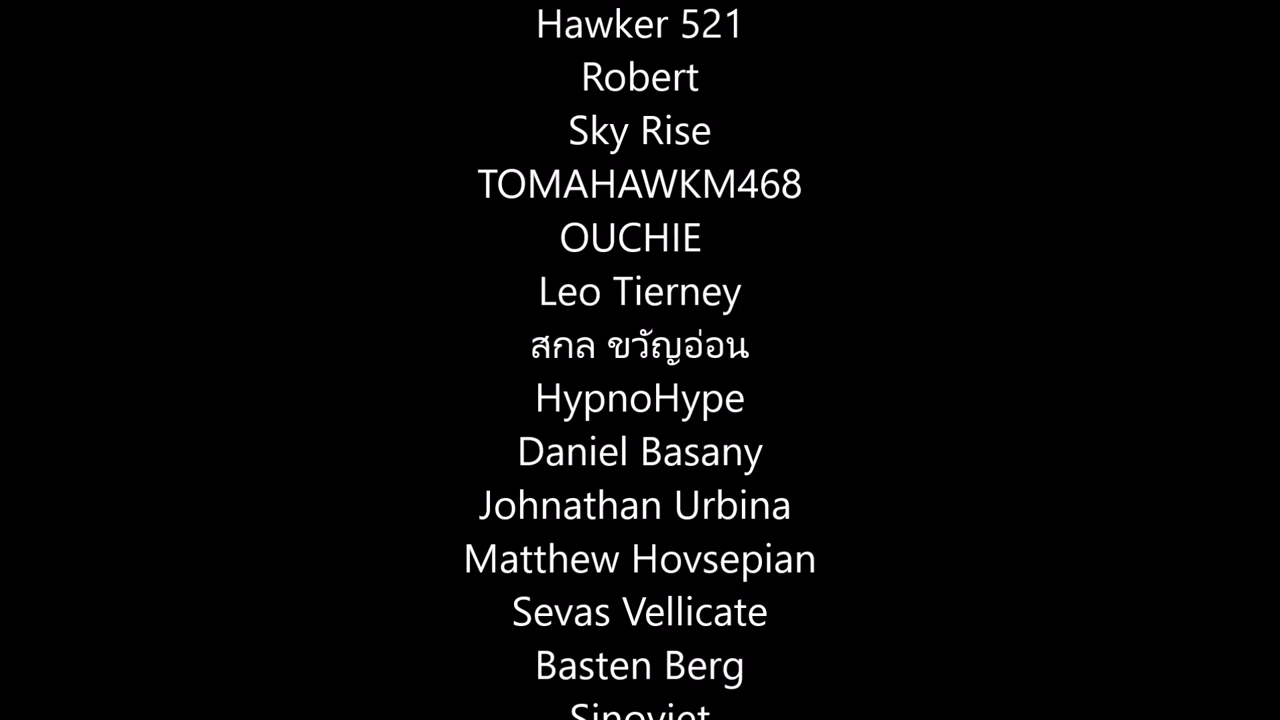 Hawker 521
Robert
Sky Rise
TOMAHAWKM468
OUCHIE
Leo Tierney
สกล ขวัญอ่อน
HypnoHype
Daniel Basany
Johnathan Urbina
Matthew Hovsepian
Sevas Vellicate
Basten Berg
Sinoviet